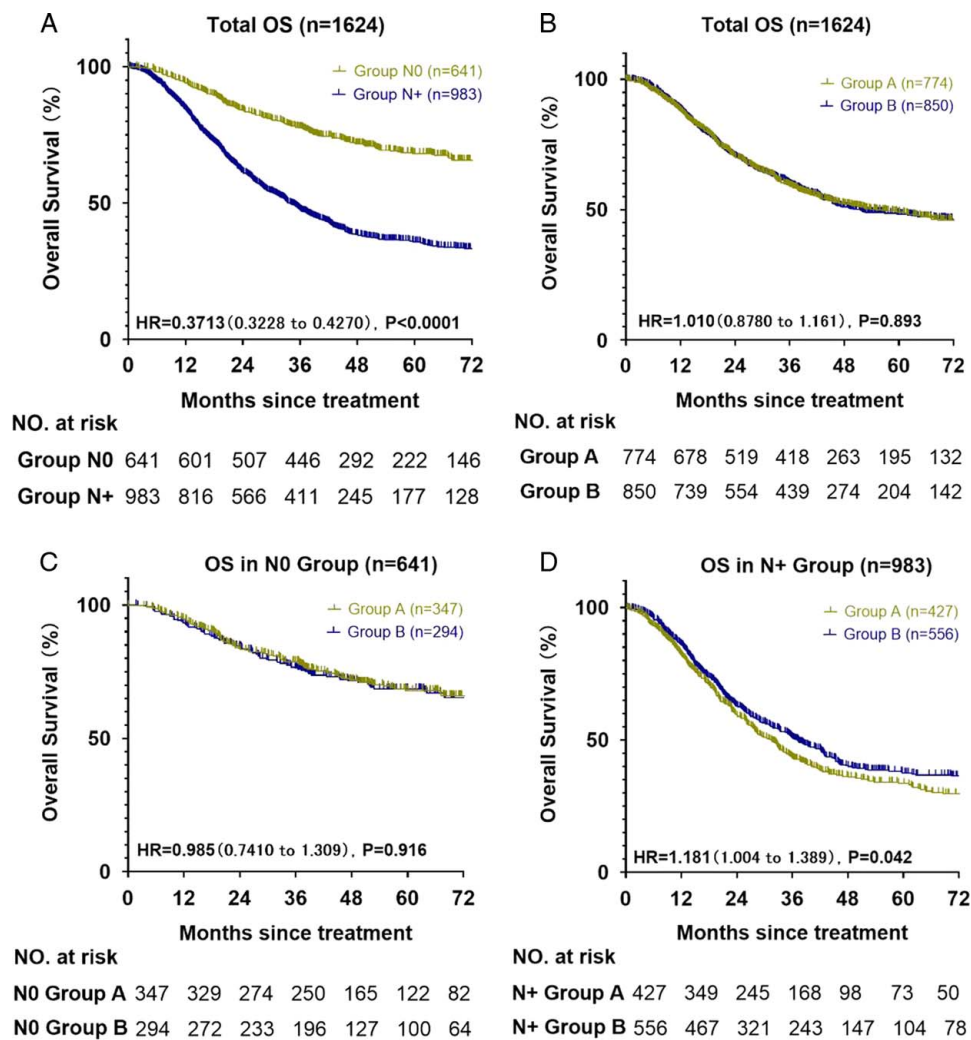 A
Total OS (n=1624)
Group N0 (n=641)
Group N+ (n=983)
Overall Survival (%)
100
50
0
HR=0.3713(0.3228 to 0.4270), P<0.0001
0 12 24 36 48 60 72
Months since treatment
NO. at risk
Group N0 641 601 507 446 292 222 146
Group N+ 983 816 566 411 245 177 128
B
Total OS (n=1624)
Group A (n=774)
Group B (n=850)
Overall Survival (%)
100
50
0
HR=1.010(0.8780 to 1.161), P=0.893
0 12 24 36 48 60 72
Months since treatment
NO. at risk
Group A 774 678 519 418 263 195 132
Group B 850 739 554 439 274 204 142
C
OS in N0 Group (n=641)
Group A (n=347)
Group B (n=294)
Overall Survival (%)
100
50
0
HR=0.985(0.7410 to 1.309), P=0.916
0 12 24 36 48 60 72
Months since treatment
NO. at risk
N0 Group A 347 329 274 250 165 122 82
N0 Group B 294 272 233 196 127 100 64
D
OS in N+ Group (n=983)
Group A (n=427)
Group B (n=556)
Overall Survival (%)
100
50
0
HR=1.181(1.004 to 1.389), P=0.042
0 12 24 36 48 60 72
Months since treatment
NO. at risk
N+ Group A 427 349 245 168 98 73 50
N+ Group B 556 467 321 243 147 104 78